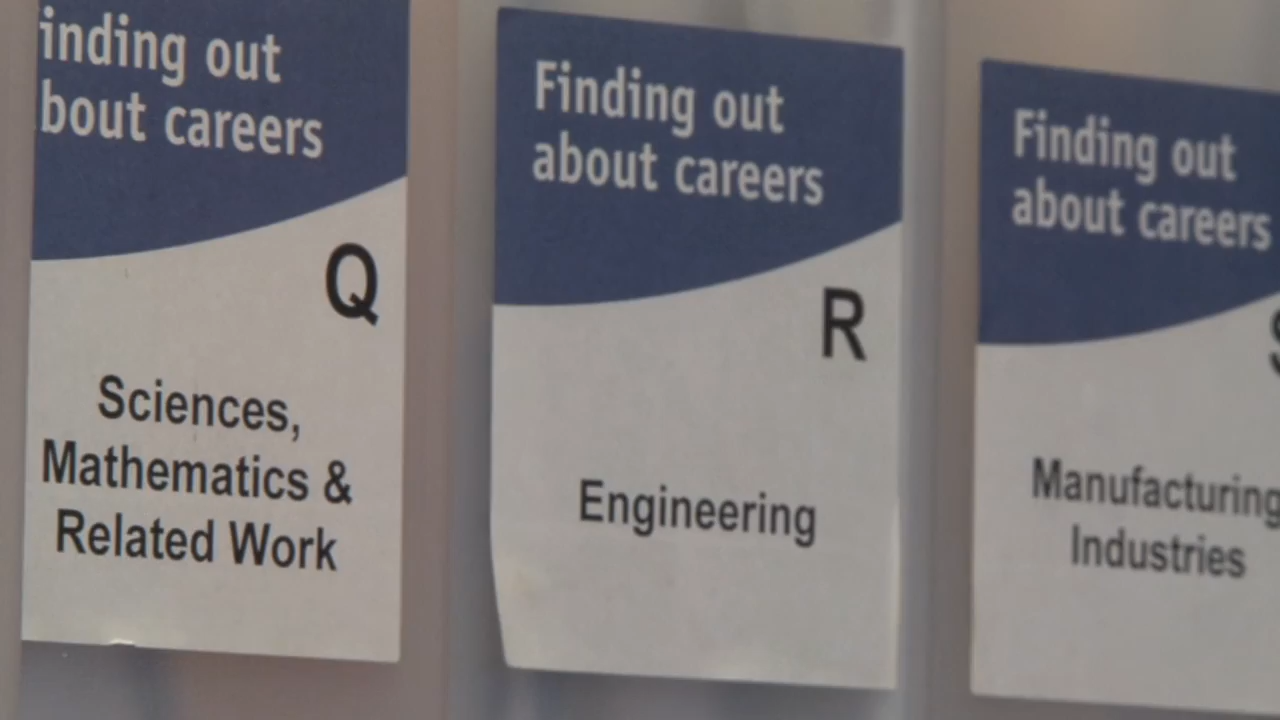 inding out
bout careers
Q
Sciences,
Mathematics &
Related Work
Finding out
about careers
R
Engineering
Finding out
about careers
Manufacturing
Industries